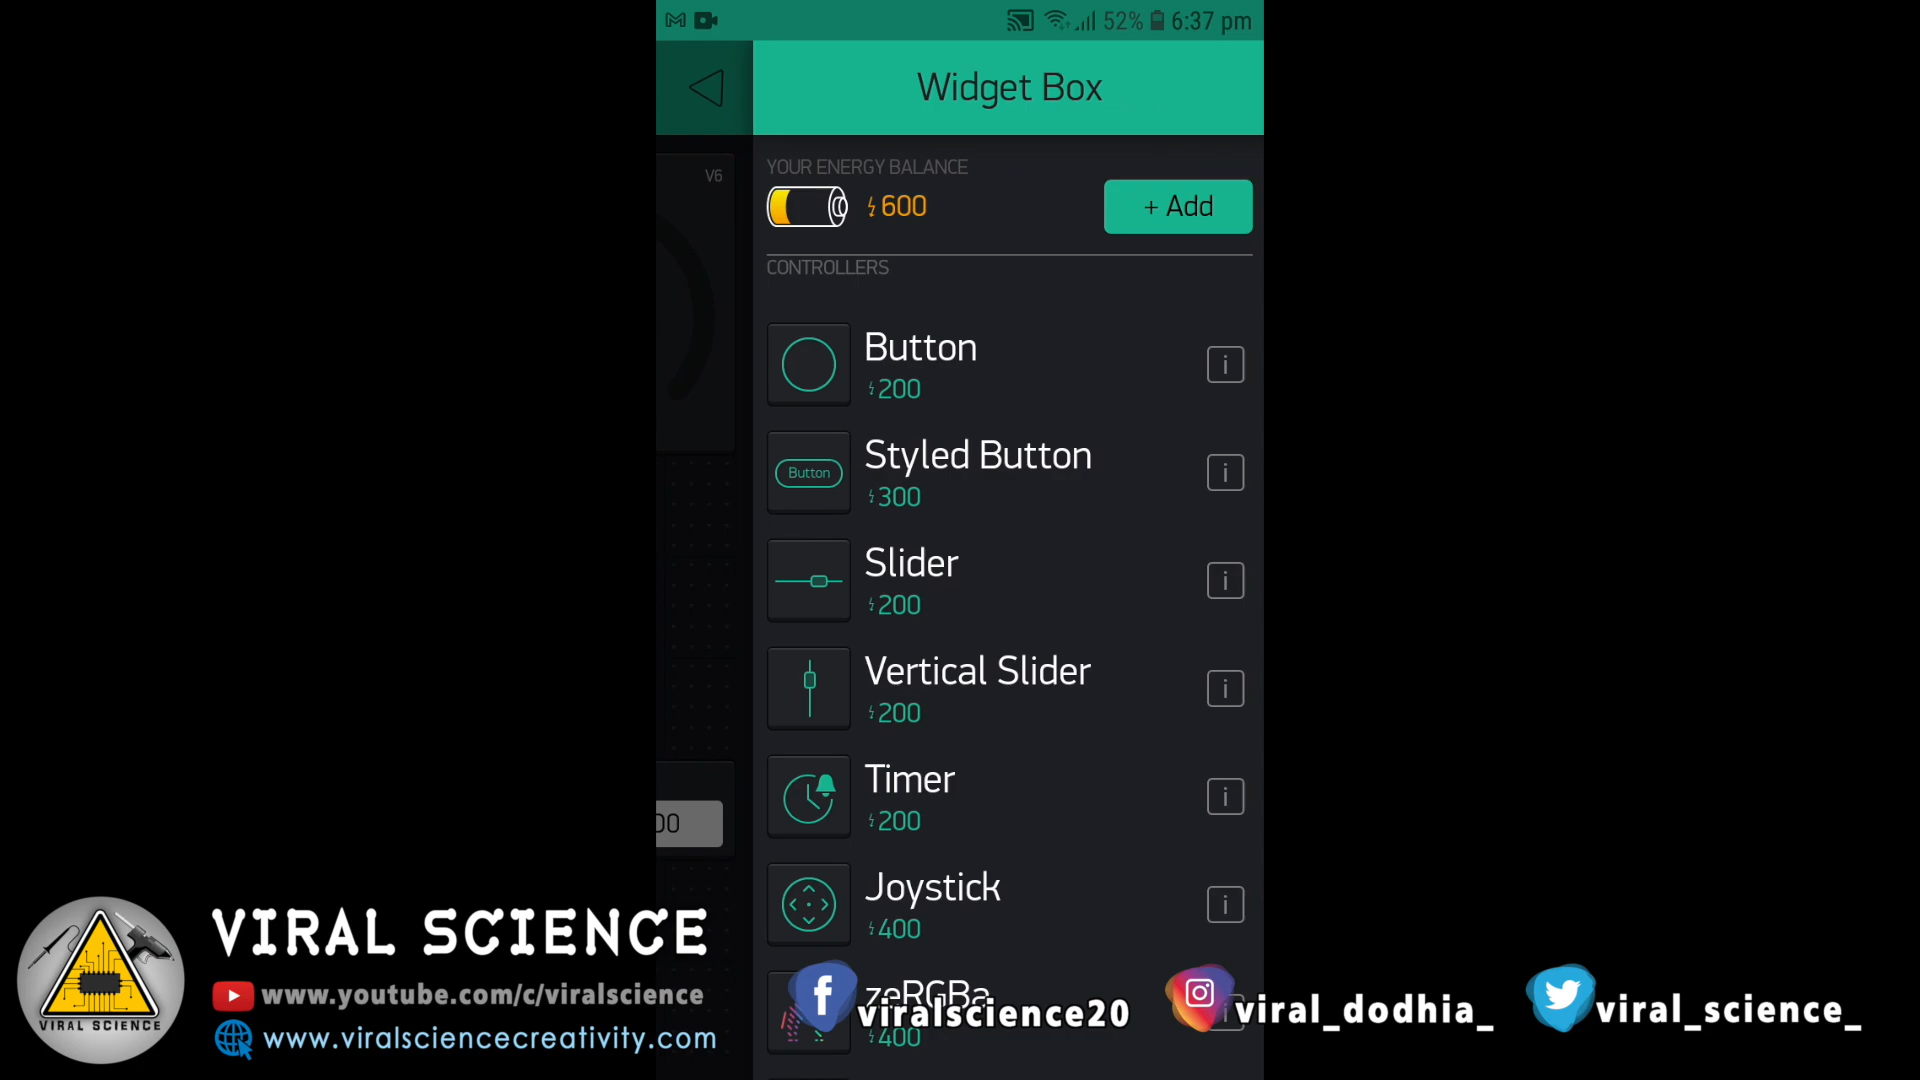 52% 6:37 pm
Widget Box
V6
YOUR ENERGY BALANCE
600
+ Add
CONTROLLERS
Button
200
i
Button
Styled Button
300
i
Slider
200
i
Vertical Slider
200
i
Timer
200
i
00
Joystick
400
i
zeRGBa
400
VIRAL SCIENCE
VIRAL SCIENCE
www.youtube.com/c/viralscience
www.viralsciencecreativity.com
viralscience20
viral_dodhia_
viral_science_